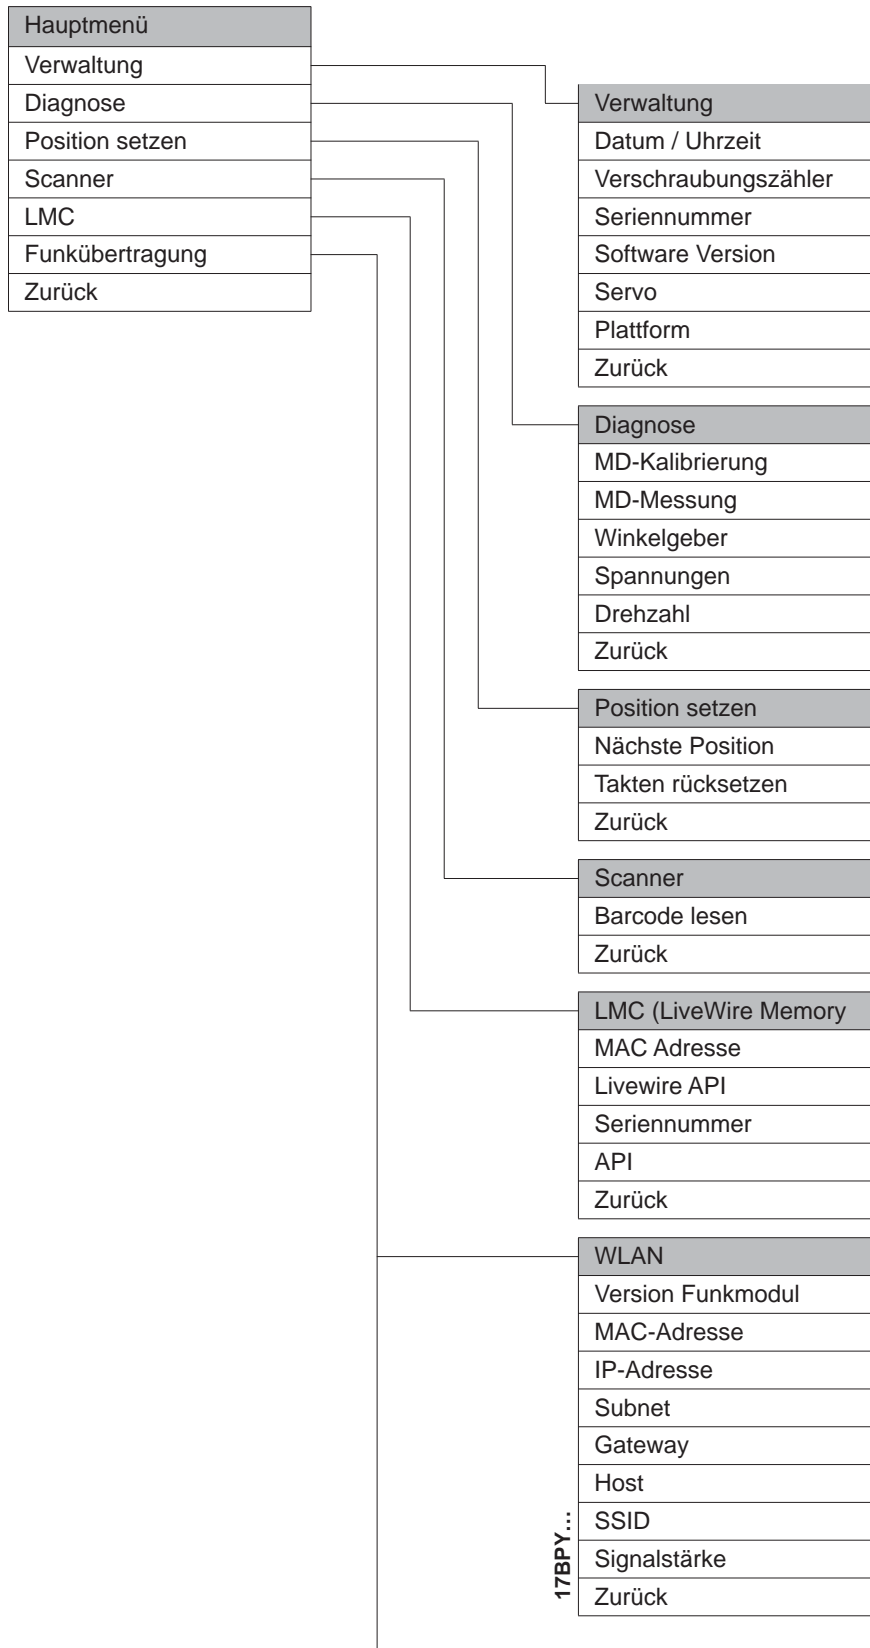 Hauptmenü
Verwaltung
Diagnose
Position setzen
Scanner
LMC
Funkübertragung
Zurück
Verwaltung
Datum / Uhrzeit
Verschraubungszähler
Seriennummer
Software Version
Servo
Plattform
Zurück
Diagnose
MD-Kalibrierung
MD-Messung
Winkelgeber
Spannungen
Drehzahl
Zurück
Position setzen
Nächste Position
Takten rücksetzen
Zurück
Scanner
Barcode lesen
Zurück
LMC (LiveWire Memory
MAC Adresse
Livewire API
Seriennummer
API
Zurück
WLAN
Version Funkmodul
MAC-Adresse
IP-Adresse
Subnet
Gateway
Host
SSID
Signalstärke
Zurück
17BPY...